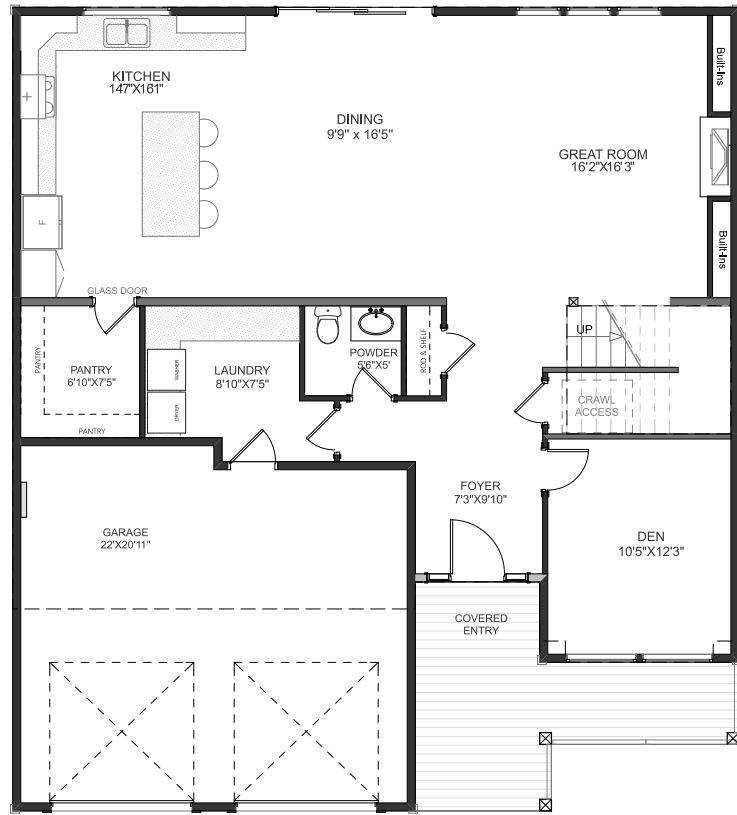 KITCHEN
14'7"X16'1"
Built-Ins
DINING
9'9" x 16'5"
GREAT ROOM
16'2"X16'3"
F
Built-Ins
GLASS DOOR
UP
PANTRY
PANTRY
6'10"X7'5"
PANTRY
WASHER
DRYER
LAUNDRY
8'10"X7'5"
POWDER
5'6"X5'
ROD & SHELF
CRAWL
ACCESS
FOYER
7'3"X9'10"
GARAGE
22'X20'11"
DEN
10'5"X12'3"
COVERED
ENTRY